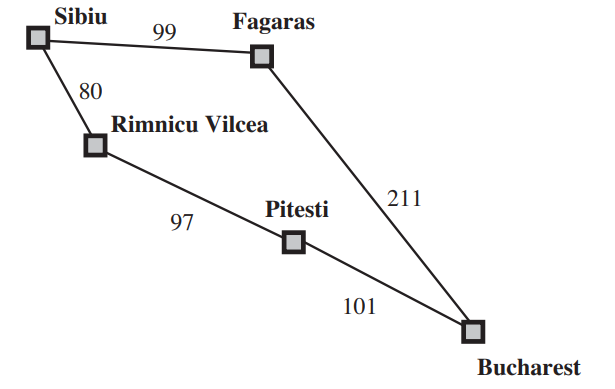 Sibiu
99
Fagaras
80
Rimnicu Vilcea
211
Pitesti
97
101
Bucharest